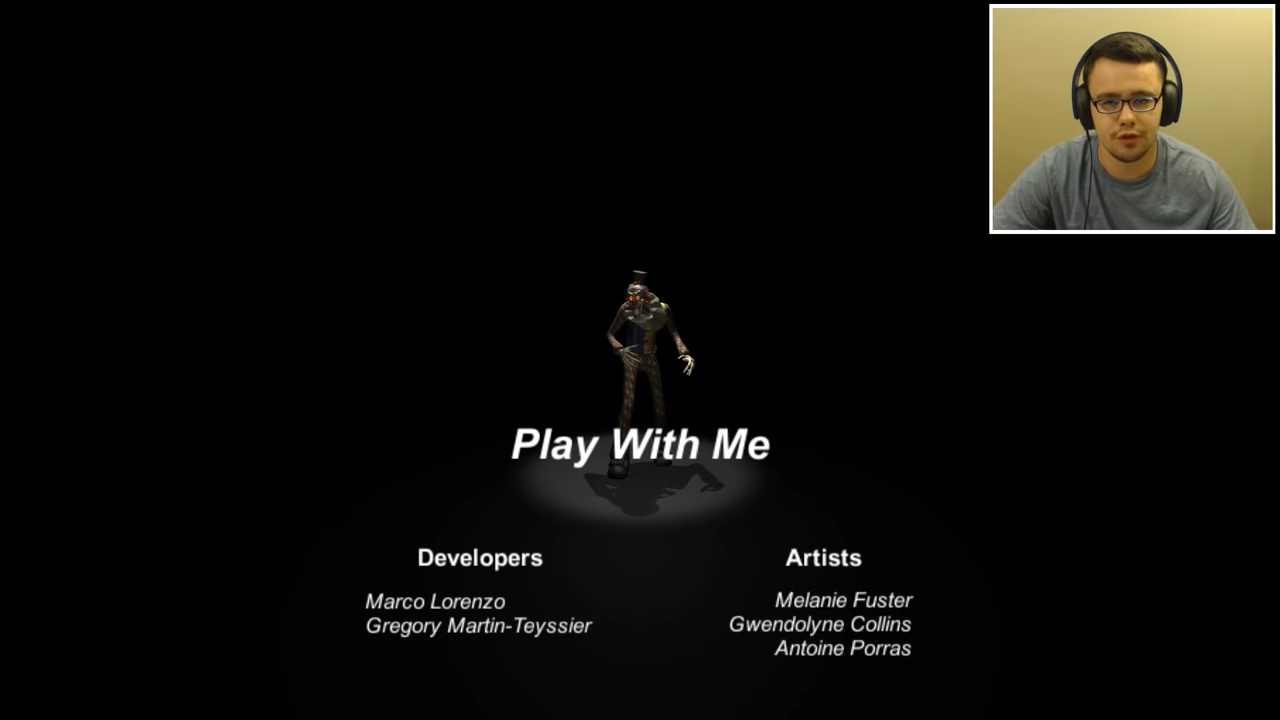 Play With Me
Developers
Marco Lorenzo
Gregory Martin-Teyssier
Artists
Melanie Fuster
Gwendolyne Collins
Antoine Porras